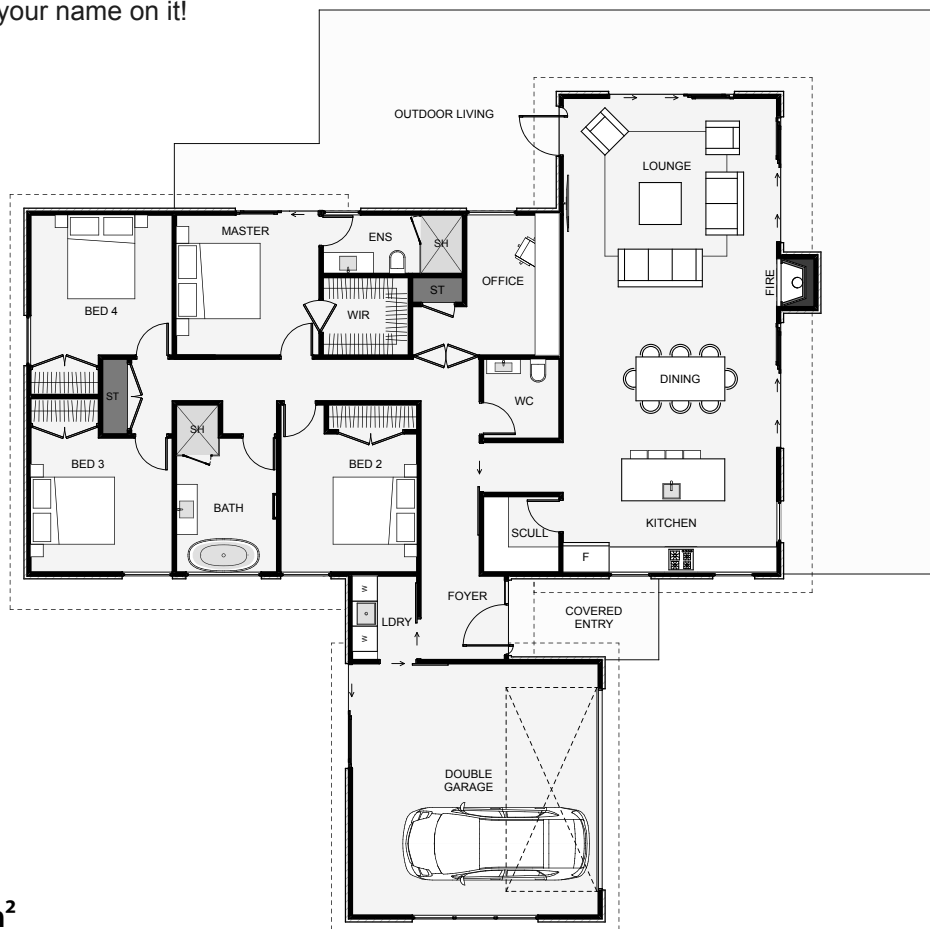 your name on it!
OUTDOOR LIVING
LOUNGE
MASTER
ENS
SH
OFFICE
FIRE
ST
BED 4
WIR
DINING
ST
WC
SH
BED 3
BED 2
BATH
KITCHEN
SCULL
F
W
FOYER
COVERED
ENTRY
LDRY
W
DOUBLE
GARAGE
²